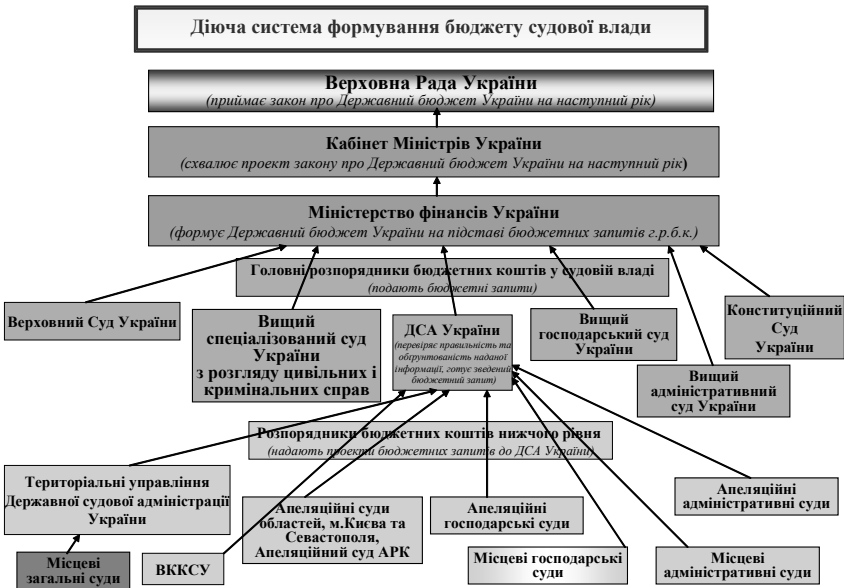 Діюча система формування бюджету судової влади
Верховна Рада України
(приймає закон про Державний бюджет України на наступний рік)
Кабінет Міністрів України
(схвалює проект закону про Державний бюджет України на наступний рік)
Міністерство фінансів України
(формує Державний бюджет України на підставі бюджетних запитів г.р.б.к.)
Головні розпорядники бюджетних коштів у судовій владі
(подають бюджетні запити)
Верховний Суд України
Вищий
спеціалізований суд
України
з розгляду цивільних і
кримінальних справ
ДСА України
(перевіряє правильність та
обґрунтованість наданої
інформації, готує зведений
бюджетний запит)
Вищий
господарський суд
України
Вищий
адміністративний
суд України
Конституційний
Суд
України
Розпорядники бюджетних коштів нижчого рівня
(надають проекти бюджетних запитів до ДСА України)
Територіальні управління
Державної судової адміністрації
України
Місцеві
загальні суди
ВККСУ
Апеляційні суди
областей, м.Києва та
Севастополя,
Апеляційний суд АРК
Апеляційні
господарські суди
Місцеві господарські
суди
Апеляційні
адміністративні суди
Місцеві
адміністративні суди